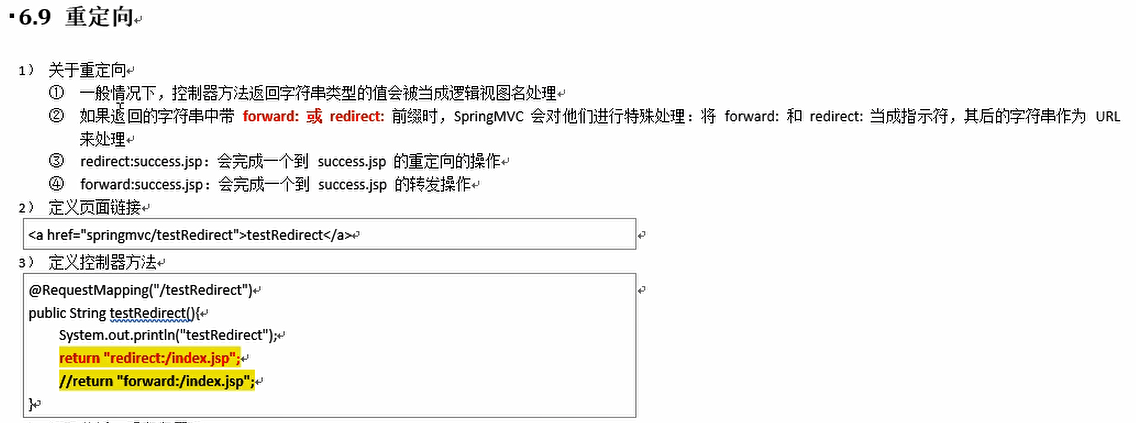 6.9 重定向
1） 关于重定向
① 一般情况下，控制器方法返回字符串类型的值会被当成逻辑视图名处理
② 如果返回的字符串中带 forward: 或 redirect: 前缀时，SpringMVC 会对他们进行特殊处理：将 forward: 和 redirect: 当成指示符，其后的字符串作为 URL
来处理
③ redirect:success.jsp：会完成一个到 success.jsp 的重定向的操作
④ forward:success.jsp：会完成一个到 success.jsp 的转发操作
2） 定义页面链接
<a href="springmvc/testRedirect">testRedirect</a>
3） 定义控制器方法
@RequestMapping("/testRedirect")
public String testRedirect(){
System.out.println("testRedirect");
return "redirect:/index.jsp";
//return "forward:/index.jsp";
}